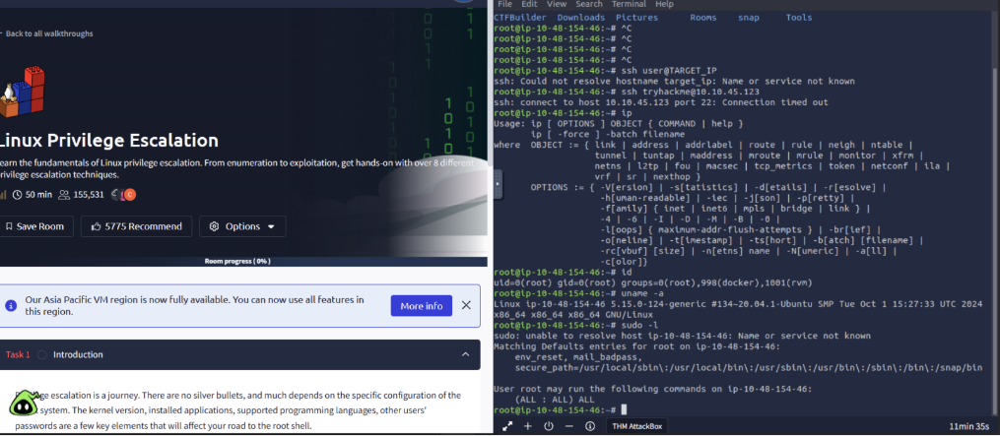 Back to all walkthroughs
Linux Privilege Escalation
earn the fundamentals of Linux privilege escalation. From enumeration to exploitation, get hands-on with over 8 different
rivilege escalation techniques.
50 min 155,531
Save Room 5775 Recommend Options
Room progress ( 0% )
Our Asia Pacific VM region is now fully available. You can now use all features in
this region.
More info
Task 1 Introduction
ge escalation is a journey. There are no silver bullets, and much depends on the specific configuration of the
system. The kernel version, installed applications, supported programming languages, other users'
passwords are a few key elements that will affect your road to the root shell.
File Edit View Search Terminal Help
CTFBuilder Downloads Pictures Rooms snap Tools
root@ip-10-48-154-46:~# ^C
root@ip-10-48-154-46:~# ^C
root@ip-10-48-154-46:~# ^C
root@ip-10-48-154-46:~# ssh user@TARGET_IP
ssh: Could not resolve hostname target_ip: Name or service not known
root@ip-10-48-154-46:~# ssh tryhackme@10.10.45.123
ssh: connect to host 10.10.45.123 port 22: Connection timed out
root@ip-10-48-154-46:~# ip
Usage: ip [ OPTIONS ] OBJECT { COMMAND | help }
ip [ -force ] -batch filename
where OBJECT := { link | address | addrlabel | route | rule | neigh | ntable |
tunnel | tuntap | maddress | mroute | mrule | monitor | xfrm |
netns | l2tp | fou | macsec | tcp_metrics | token | netconf | ila |
vrf | sr | nexthop }
OPTIONS := { -V[ersion] | -s[tatistics] | -d[etails] | -r[esolve] |
-h[uman-readable] | -iec | -j[son] | -p[retty] |
-f[amily] { inet | inet6 | mpls | bridge | link } |
-4 | -6 | -I | -D | -M | -B | -0 |
-l[oops] { maximum-addr-flush-attempts } | -br[ief] |
-o[neline] | -t[imestamp] | -ts[hort] | -b[atch] [filename] |
-rc[vbuf] [size] | -n[etns] name | -N[umeric] | -a[ll] |
-c[olor]}
root@ip-10-48-154-46:~# id
uid=0(root) gid=0(root) groups=0(root),998(docker),1001(rvm)
root@ip-10-48-154-46:~# uname -a
Linux ip-10-48-154-46 5.15.0-124-generic #134~20.04.1-Ubuntu SMP Tue Oct 1 15:27:33 UTC 2024
x86_64 x86_64 x86_64 GNU/Linux
root@ip-10-48-154-46:~# sudo -l
sudo: unable to resolve host ip-10-48-154-46: Name or service not known
Matching Defaults entries for root on ip-10-48-154-46:
env_reset, mail_badpass,
secure_path=/usr/local/sbin\:/usr/local/bin\:/usr/sbin\:/usr/bin\:/sbin\:/bin\:/snap/bin
User root may run the following commands on ip-10-48-154-46:
(ALL : ALL) ALL
root@ip-10-48-154-46:~#
THM AttackBox 11min 35s